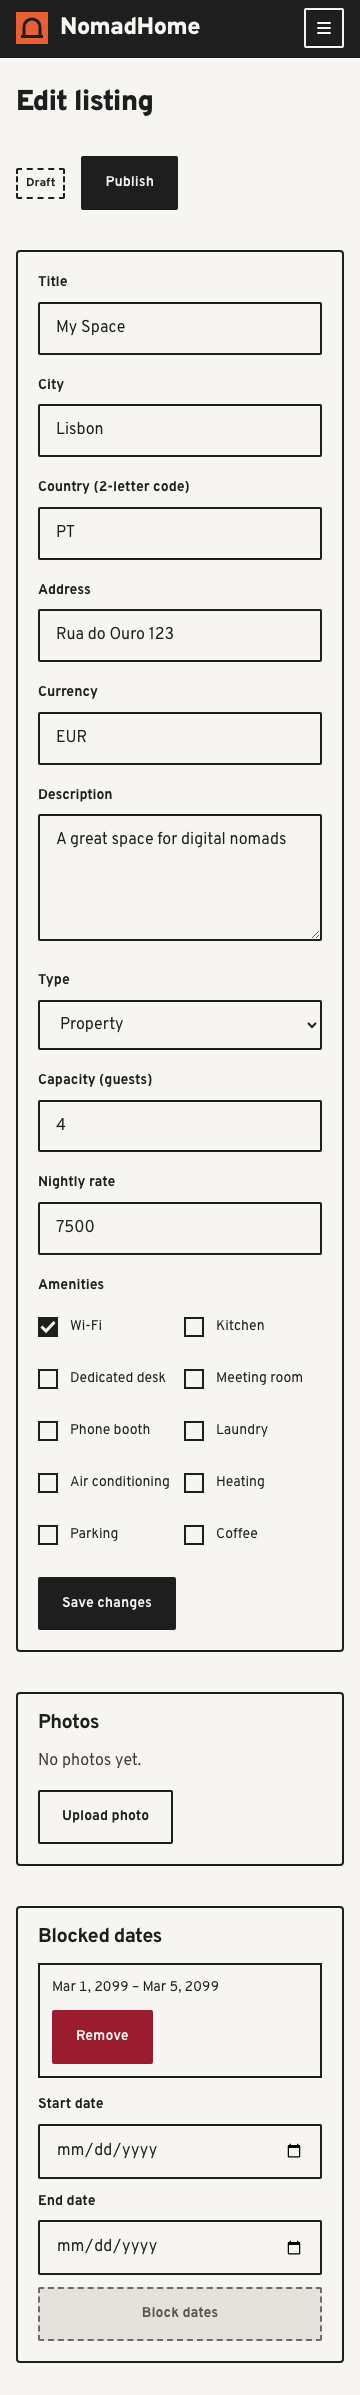 NomadHome
Edit listing
Draft
Publish
Title
My Space
City
Lisbon
Country (2-letter code)
PT
Address
Rua do Ouro 123
Currency
EUR
Description
A great space for digital nomads
Type
Property
Capacity (guests)
4
Nightly rate
7500
Amenities
Wi-Fi
Kitchen
Dedicated desk
Meeting room
Phone booth
Laundry
Air conditioning
Heating
Parking
Coffee
Save changes
Photos
No photos yet.
Upload photo
Blocked dates
Mar 1, 2099 – Mar 5, 2099
Remove
Start date
mm/dd/yyyy
End date
mm/dd/yyyy
Block dates